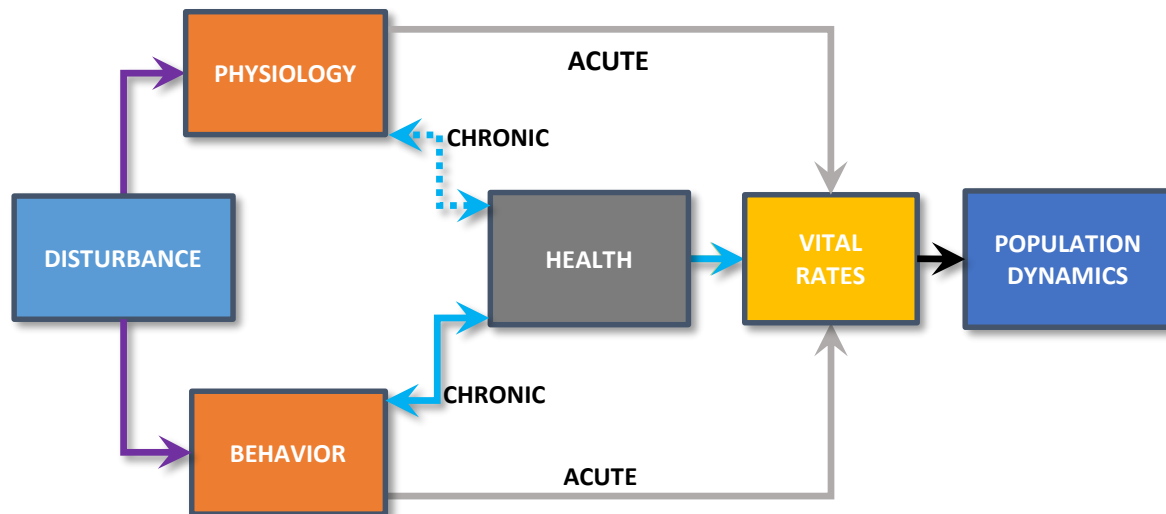 PHYSIOLOGY
ACUTE
CHRONIC
DISTURBANCE
HEALTH
VITAL
RATES
POPULATION
DYNAMICS
CHRONIC
BEHAVIOR
ACUTE